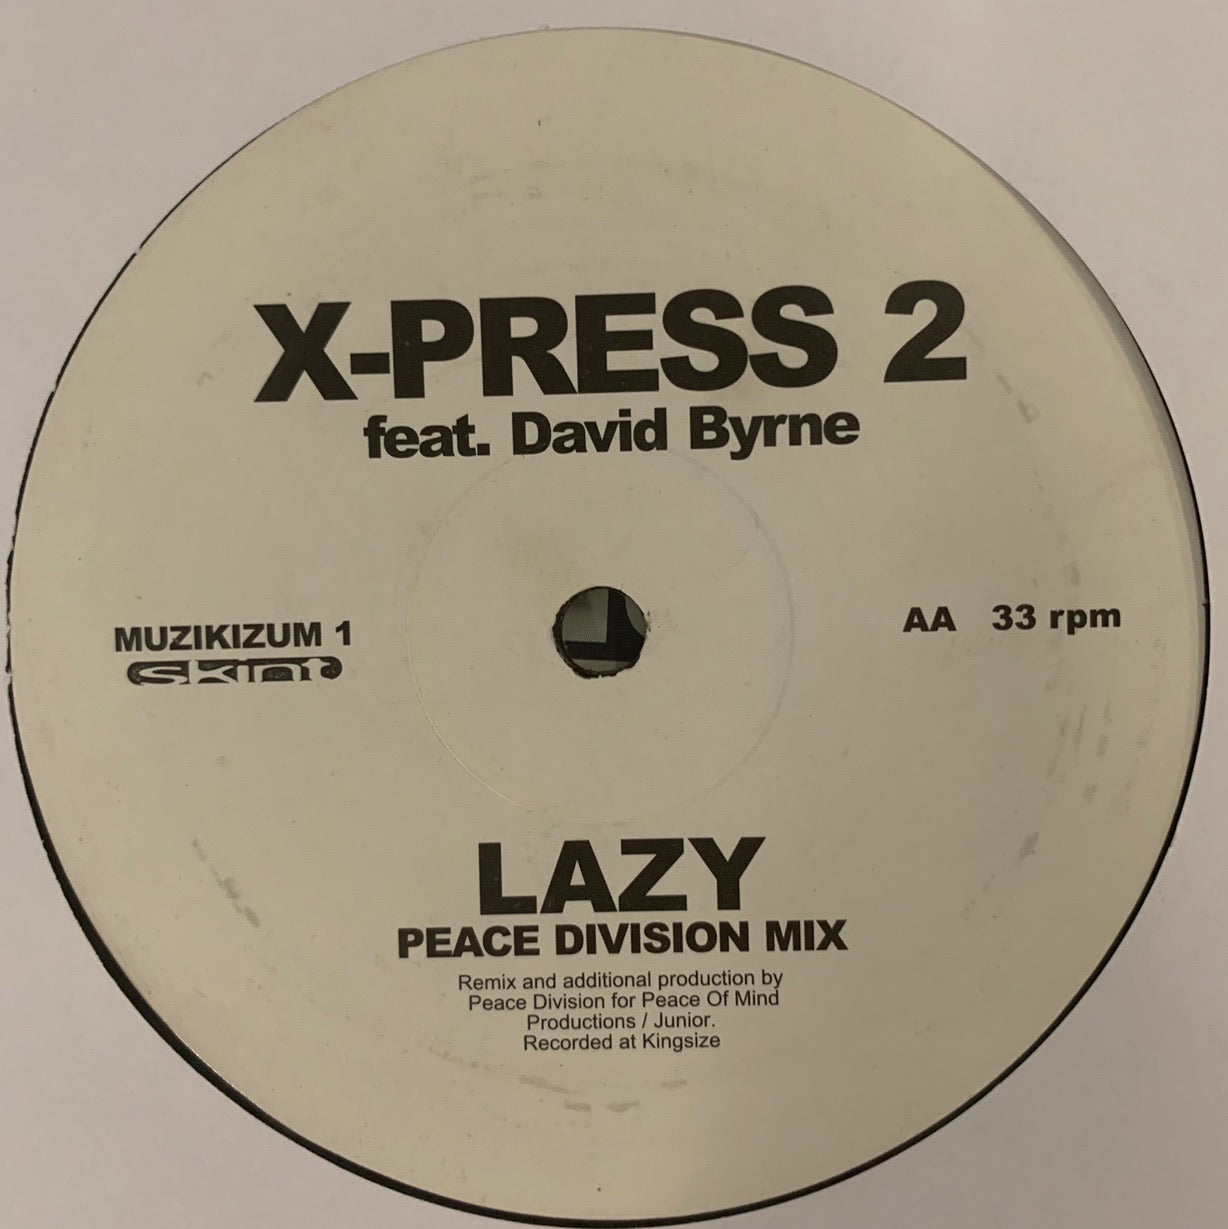 X-PRESS 2
feat. David Byrne
MUZIKIZUM 1
skint
AA 33 rpm
LAZY
PEACE DIVISION MIX
Remix and additional production by
Peace Division for Peace Of Mind
Productions / Junior.
Recorded at Kingsize